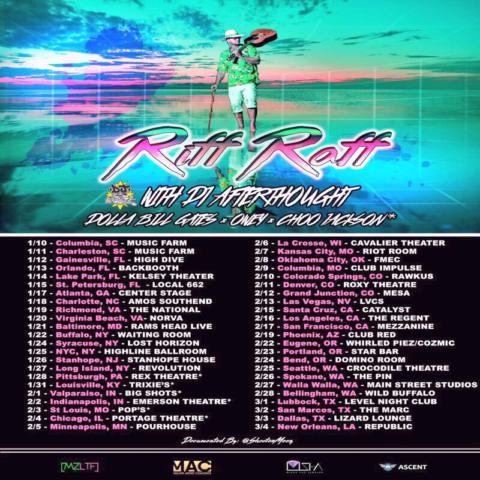 Riff Raff
WITH DJ AFTERTHOUGHT
DOLLA BILL GATES x ONEY x CHOO JACKSON*
1/10 - Columbia, SC - MUSIC FARM
1/11 - Charleston, SC - MUSIC FARM
1/12 - Gainesville, FL - HIGH DIVE
1/13 - Orlando, FL - BACKBOOTH
1/14 - Lake Park, FL - KELSEY THEATER
1/15 - St. Petersburg, FL - LOCAL 662
1/17 - Atlanta, GA - CENTER STAGE
1/18 - Charlotte, NC - AMOS SOUTHEND
1/19 - Richmond, VA - THE NATIONAL
1/20 - Virginia Beach, VA - NORVA
1/21 - Baltimore, MD - RAMS HEAD LIVE
1/22 - Buffalo, NY - WAITING ROOM
1/24 - Syracuse, NY - LOST HORIZON
1/25 - NYC, NY - HIGHLINE BALLROOM
1/26 - Stanhope, NJ - STANHOPE HOUSE
1/27 - Long Island, NY - REVOLUTION
1/28 - Pittsburgh, PA - REX THEATRE*
1/31 - Louisville, KY - TRIXIE'S*
2/1 - Valparaiso, IN - BIG SHOTS*
2/2 - Indianapolis, IN - EMERSON THEATRE*
2/3 - St Louis, MO - POP'S*
2/4 - Chicago, IL - PORTAGE THEATRE*
2/5 - Minneapolis, MN - POURHOUSE
2/6 - La Crosse, WI - CAVALIER THEATER
2/7 - Kansas City, MO - RIOT ROOM
2/8 - Oklahoma City, OK - FMEC
2/9 - Columbia, MO - CLUB IMPULSE
2/10 - Colorado Springs, CO - RAWKUS
2/11 - Denver, CO - ROXY THEATRE
2/12 - Grand Junction, CO - MESA
2/13 - Las Vegas, NV - LVCS
2/15 - Santa Cruz, CA - CATALYST
2/16 - Los Angeles, CA - THE REGENT
2/17 - San Francisco, CA - MEZZANINE
2/19 - Phoenix, AZ - CLUB RED
2/22 - Eugene, OR - WHIRLED PIEZ/COZMIC
2/23 - Portland, OR - STAR BAR
2/24 - Bend, OR - DOMINO ROOM
2/25 - Seattle, WA - CROCODILE THEATRE
2/26 - Spokane, WA - THE PIN
2/27 - Walla Walla, WA - MAIN STREET STUDIOS
2/28 - Bellingham, WA - WILD BUFFALO
3/1 - Lubbock, TX - LEVEL NIGHT CLUB
3/2 - San Marcos, TX - THE MARC
3/3 - Dallas, TX - LIZARD LOUNGE
3/4 - New Orleans, LA - REPUBLIC
Documented By: @ShooterMoey
[MZLTF]
MAC
ASCENT